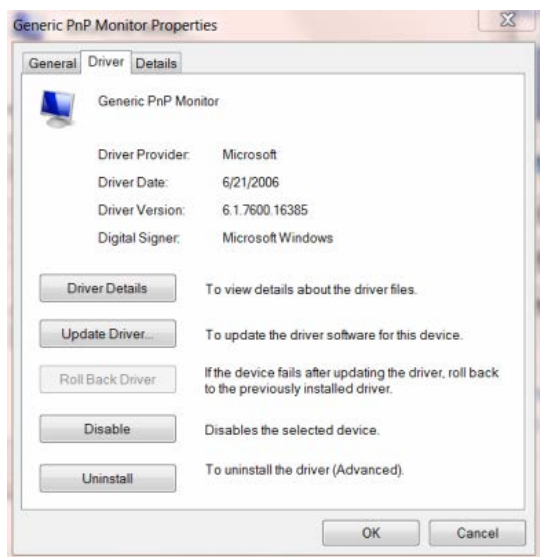 Generic PnP Monitor Properties
General Driver Details
Generic PnP Monitor
Driver Provider: Microsoft
Driver Date: 6/21/2006
Driver Version: 6.1.7600.16385
Digital Signer: Microsoft Windows
Driver Details To view details about the driver files.
Update Driver... To update the driver software for this device.
Roll Back Driver If the device fails after updating the driver, roll back
to the previously installed driver.
Disable Disables the selected device.
Uninstall To uninstall the driver (Advanced).
OK Cancel